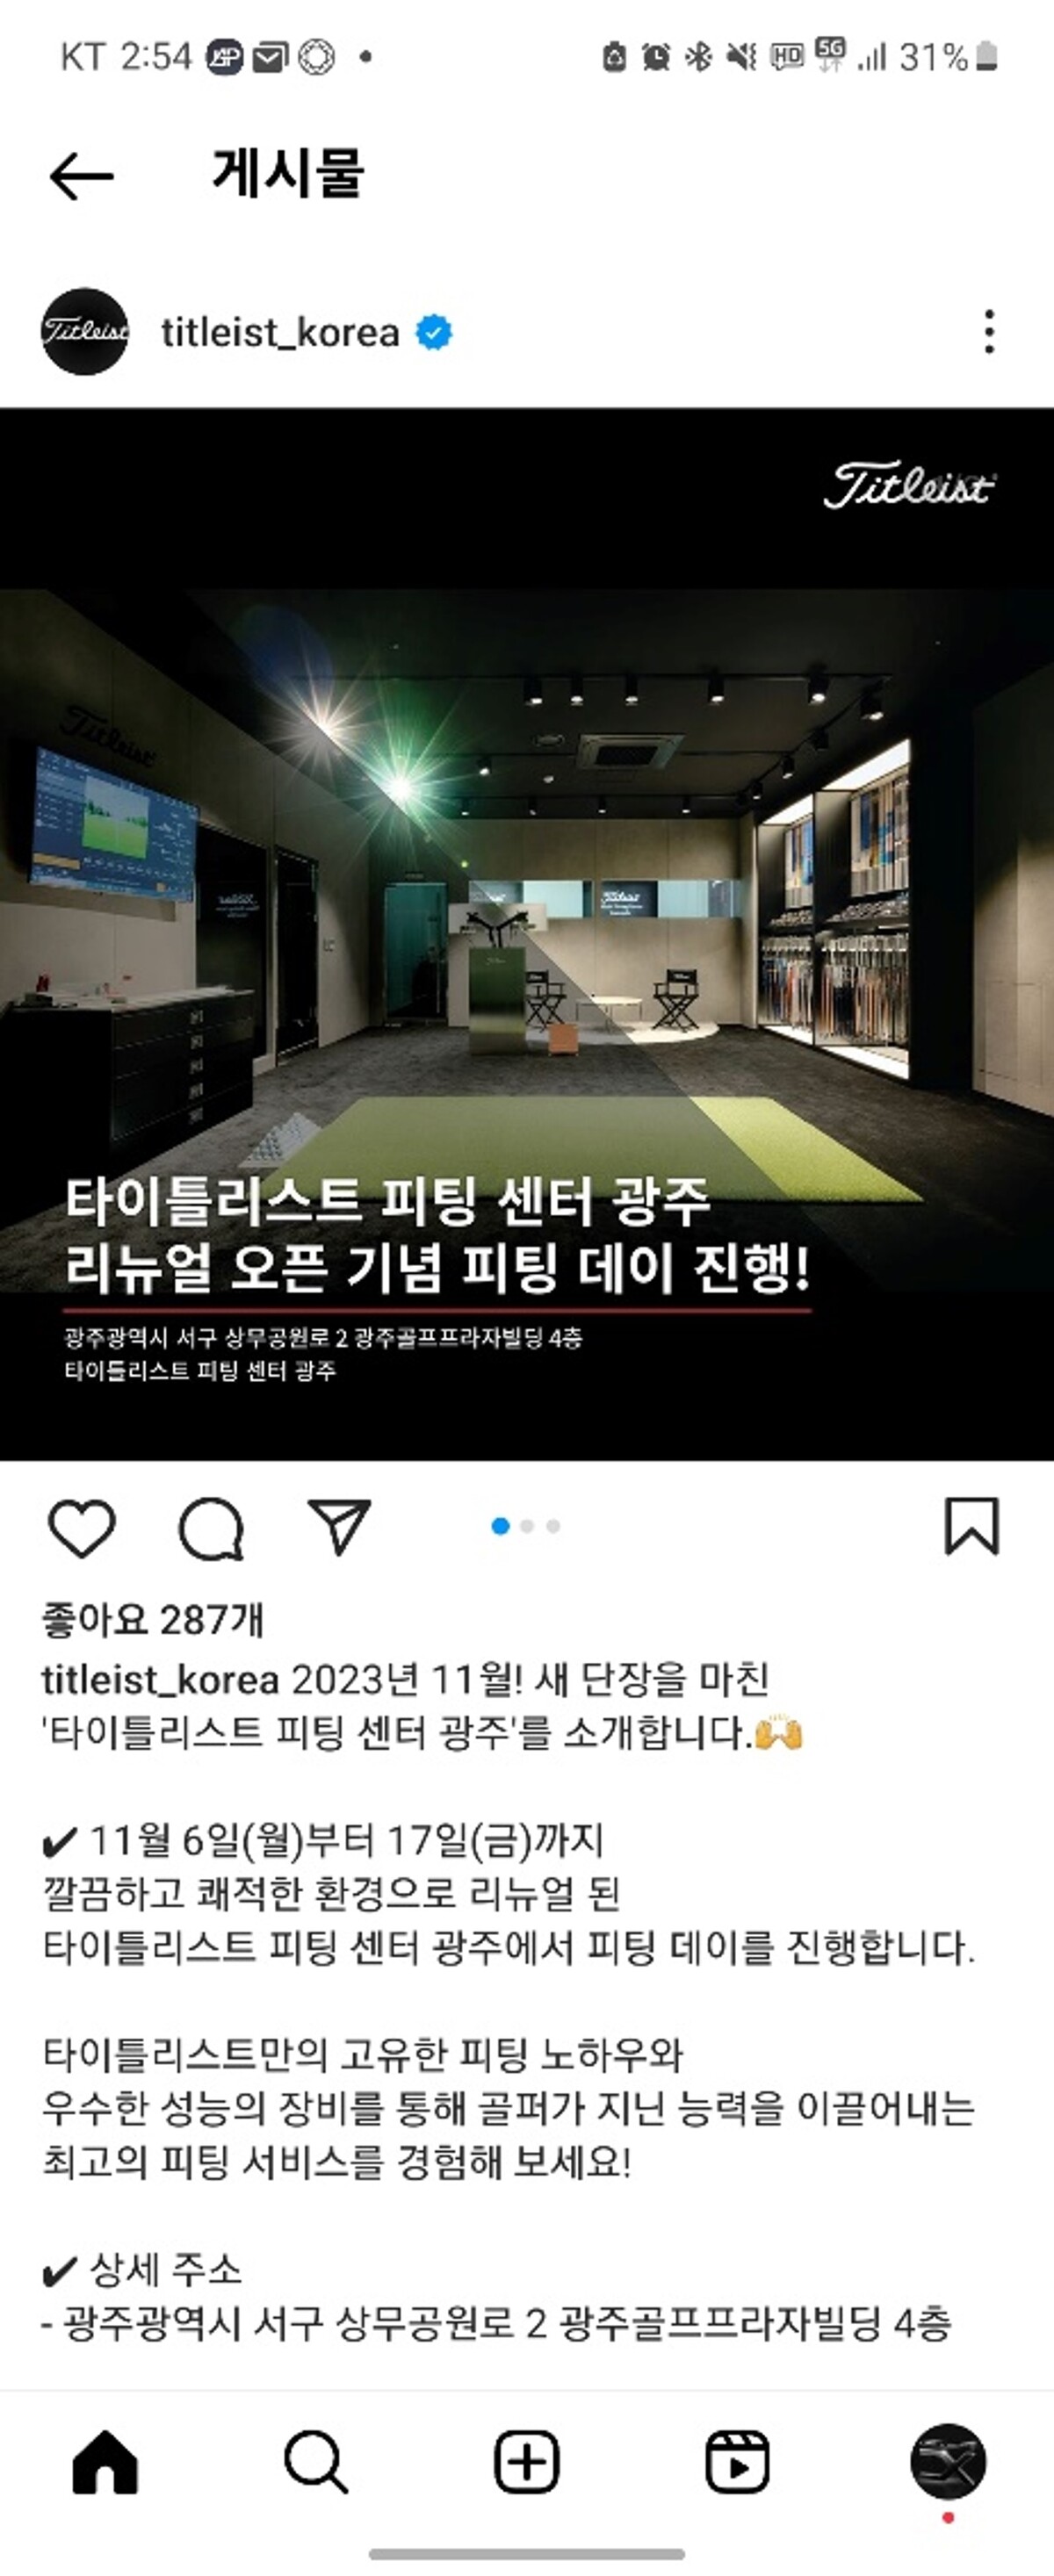 KT 2:54
HD 5G 31%
게시물
Titleist
titleist_korea
Titleist
Titleist
Titleist
타이틀리스트 피팅 센터 광주
리뉴얼 오픈 기념 피팅 데이 진행!
광주광역시 서구 상무공원로 2 광주골프프라자빌딩 4층
타이틀리스트 피팅 센터 광주
좋아요 287개
titleist_korea 2023년 11월! 새 단장을 마친
'타이틀리스트 피팅 센터 광주'를 소개합니다.🙌
✔ 11월 6일(월)부터 17일(금)까지
깔끔하고 쾌적한 환경으로 리뉴얼 된
타이틀리스트 피팅 센터 광주에서 피팅 데이를 진행합니다.
타이틀리스트만의 고유한 피팅 노하우와
우수한 성능의 장비를 통해 골퍼가 지닌 능력을 이끌어내는
최고의 피팅 서비스를 경험해 보세요!
✔ 상세 주소
- 광주광역시 서구 상무공원로 2 광주골프프라자빌딩 4층